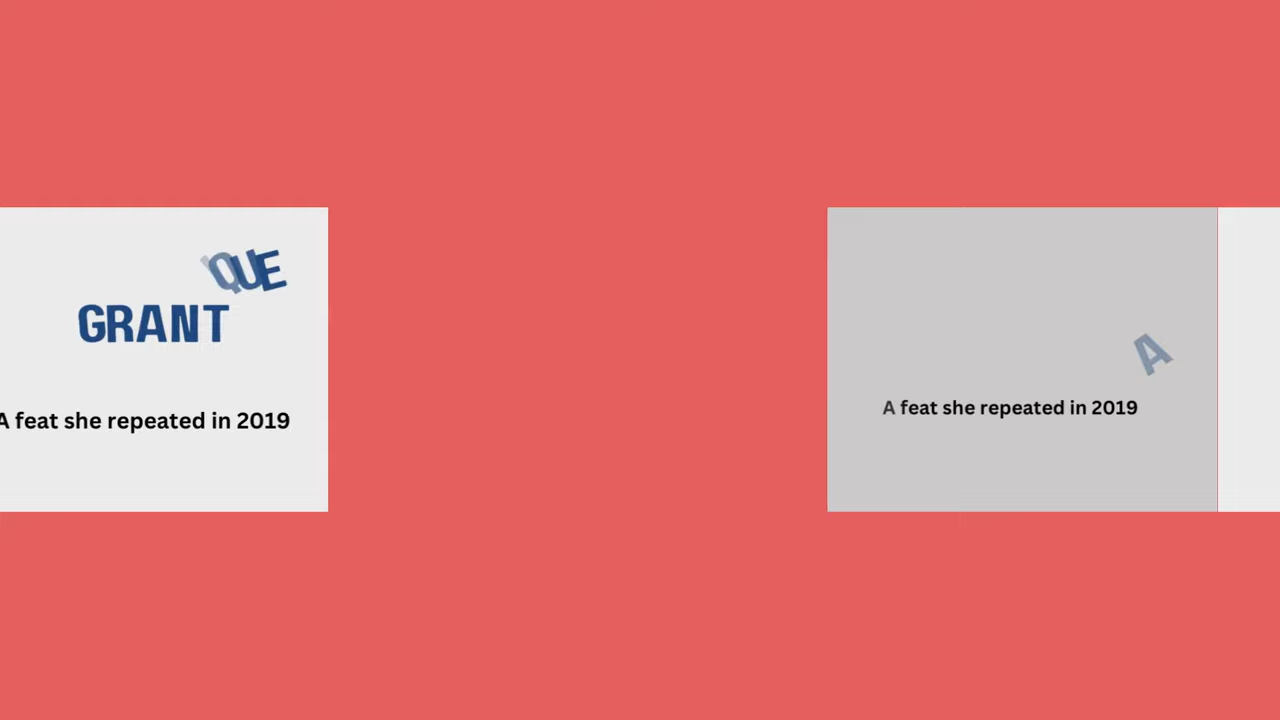 QUE
GRANT
A feat she repeated in 2019
A
A feat she repeated in 2019